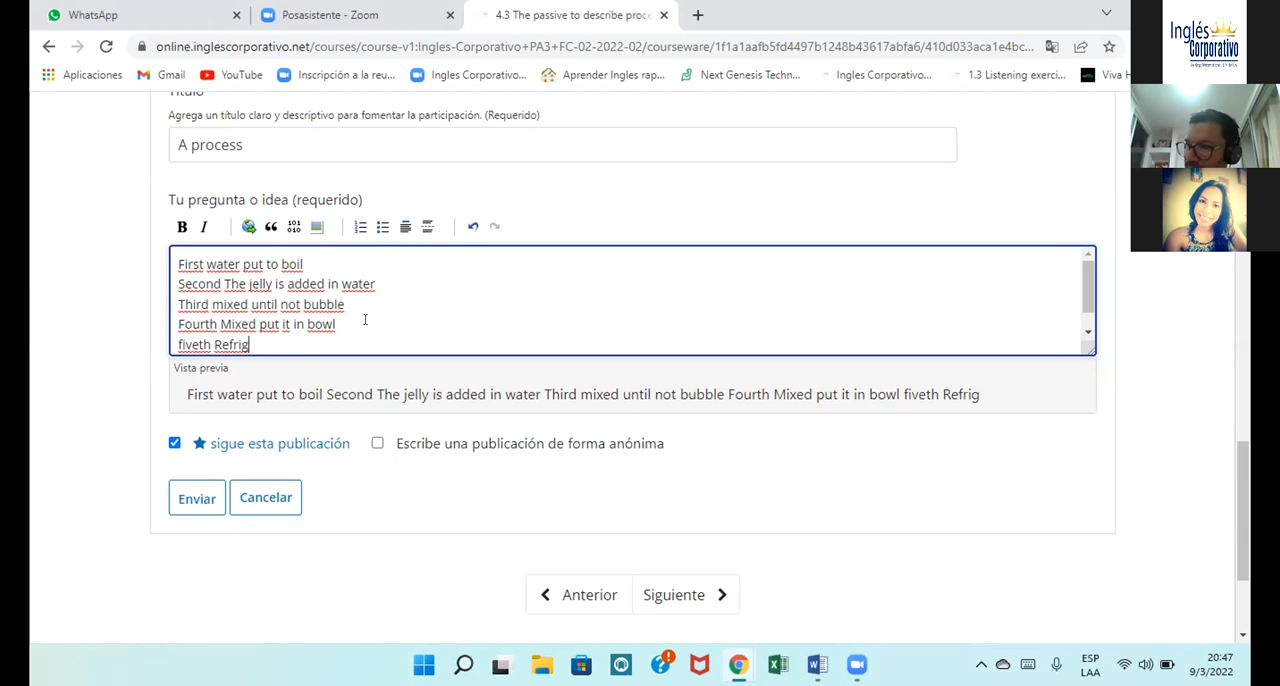 WhatsApp
Posasistente - Zoom
4.3 The passive to describe proc
online.inglescorporativo.net/courses/course-v1:Ingles-Corporativo+PA3+FC-02-2022-02/courseware/1f1a1aafb5fd4497b1248b43617abfa6/410d033aca1e4bc...
Aplicaciones
Gmail
YouTube
Inscripción a la reu...
Ingles Corporativo...
Aprender Ingles rap...
Next Genesis Techn...
Ingles Corporativo...
1.3 Listening exerci...
Viva H
Inglés
Corporativo
Título
Agrega un título claro y descriptivo para fomentar la participación. (Requerido)
A process
Tu pregunta o idea (requerido)
B I
101
010
First water put to boil
Second The jelly is added in water
Third mixed until not bubble
Fourth Mixed put it in bowl
fiveth Refrig
Vista previa
First water put to boil Second The jelly is added in water Third mixed until not bubble Fourth Mixed put it in bowl fiveth Refrig
sigue esta publicación
Escribe una publicación de forma anónima
Enviar
Cancelar
Anterior
Siguiente
ESP
LAA
20:47
9/3/2022